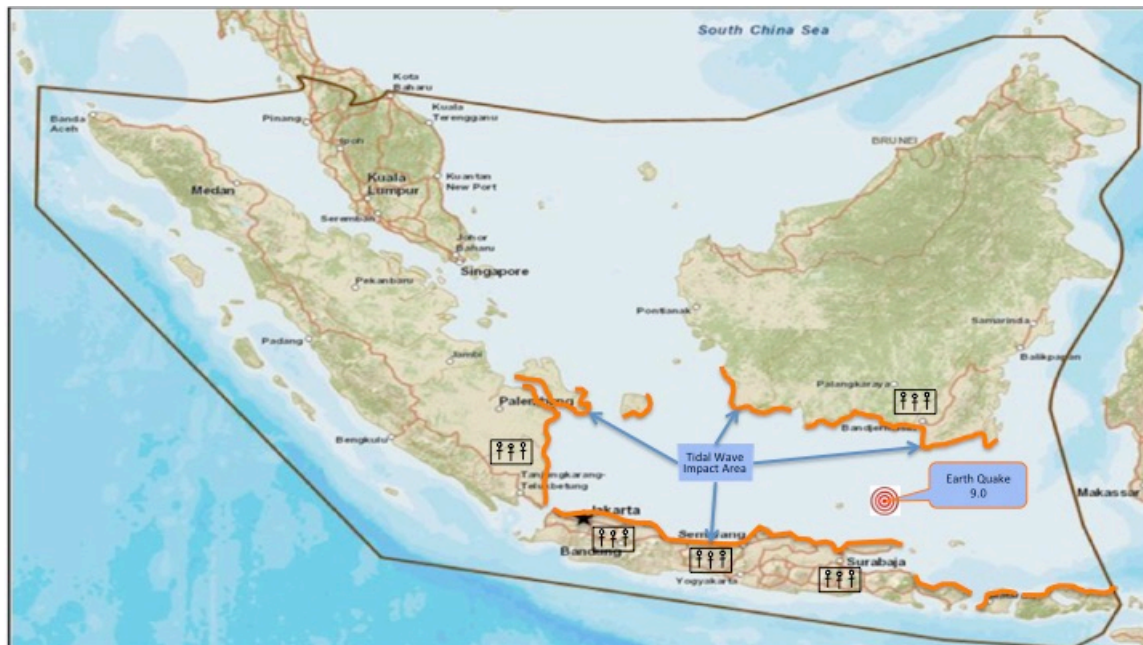 South China Sea
Kota
Baharu
Banda
Aceh
Pinang
Kuala
Terengganu
Ipoh
BRUNEI
Medan
Kuala
Lumpur
Kuantan
New Port
Seremban
Johor
Baharu
Singapore
Pekanbaru
Pontianak
Samarinda
Padang
Balikpapan
Jambi
Palangkaraya
Palembang
Bengkulu
Tidal Wave
Impact Area
Earth Quake
9.0
Tanjungkarang-
Telukbetung
Makassar
Jakarta
Semarang
Bandung
Surabaja
Yogyakarta